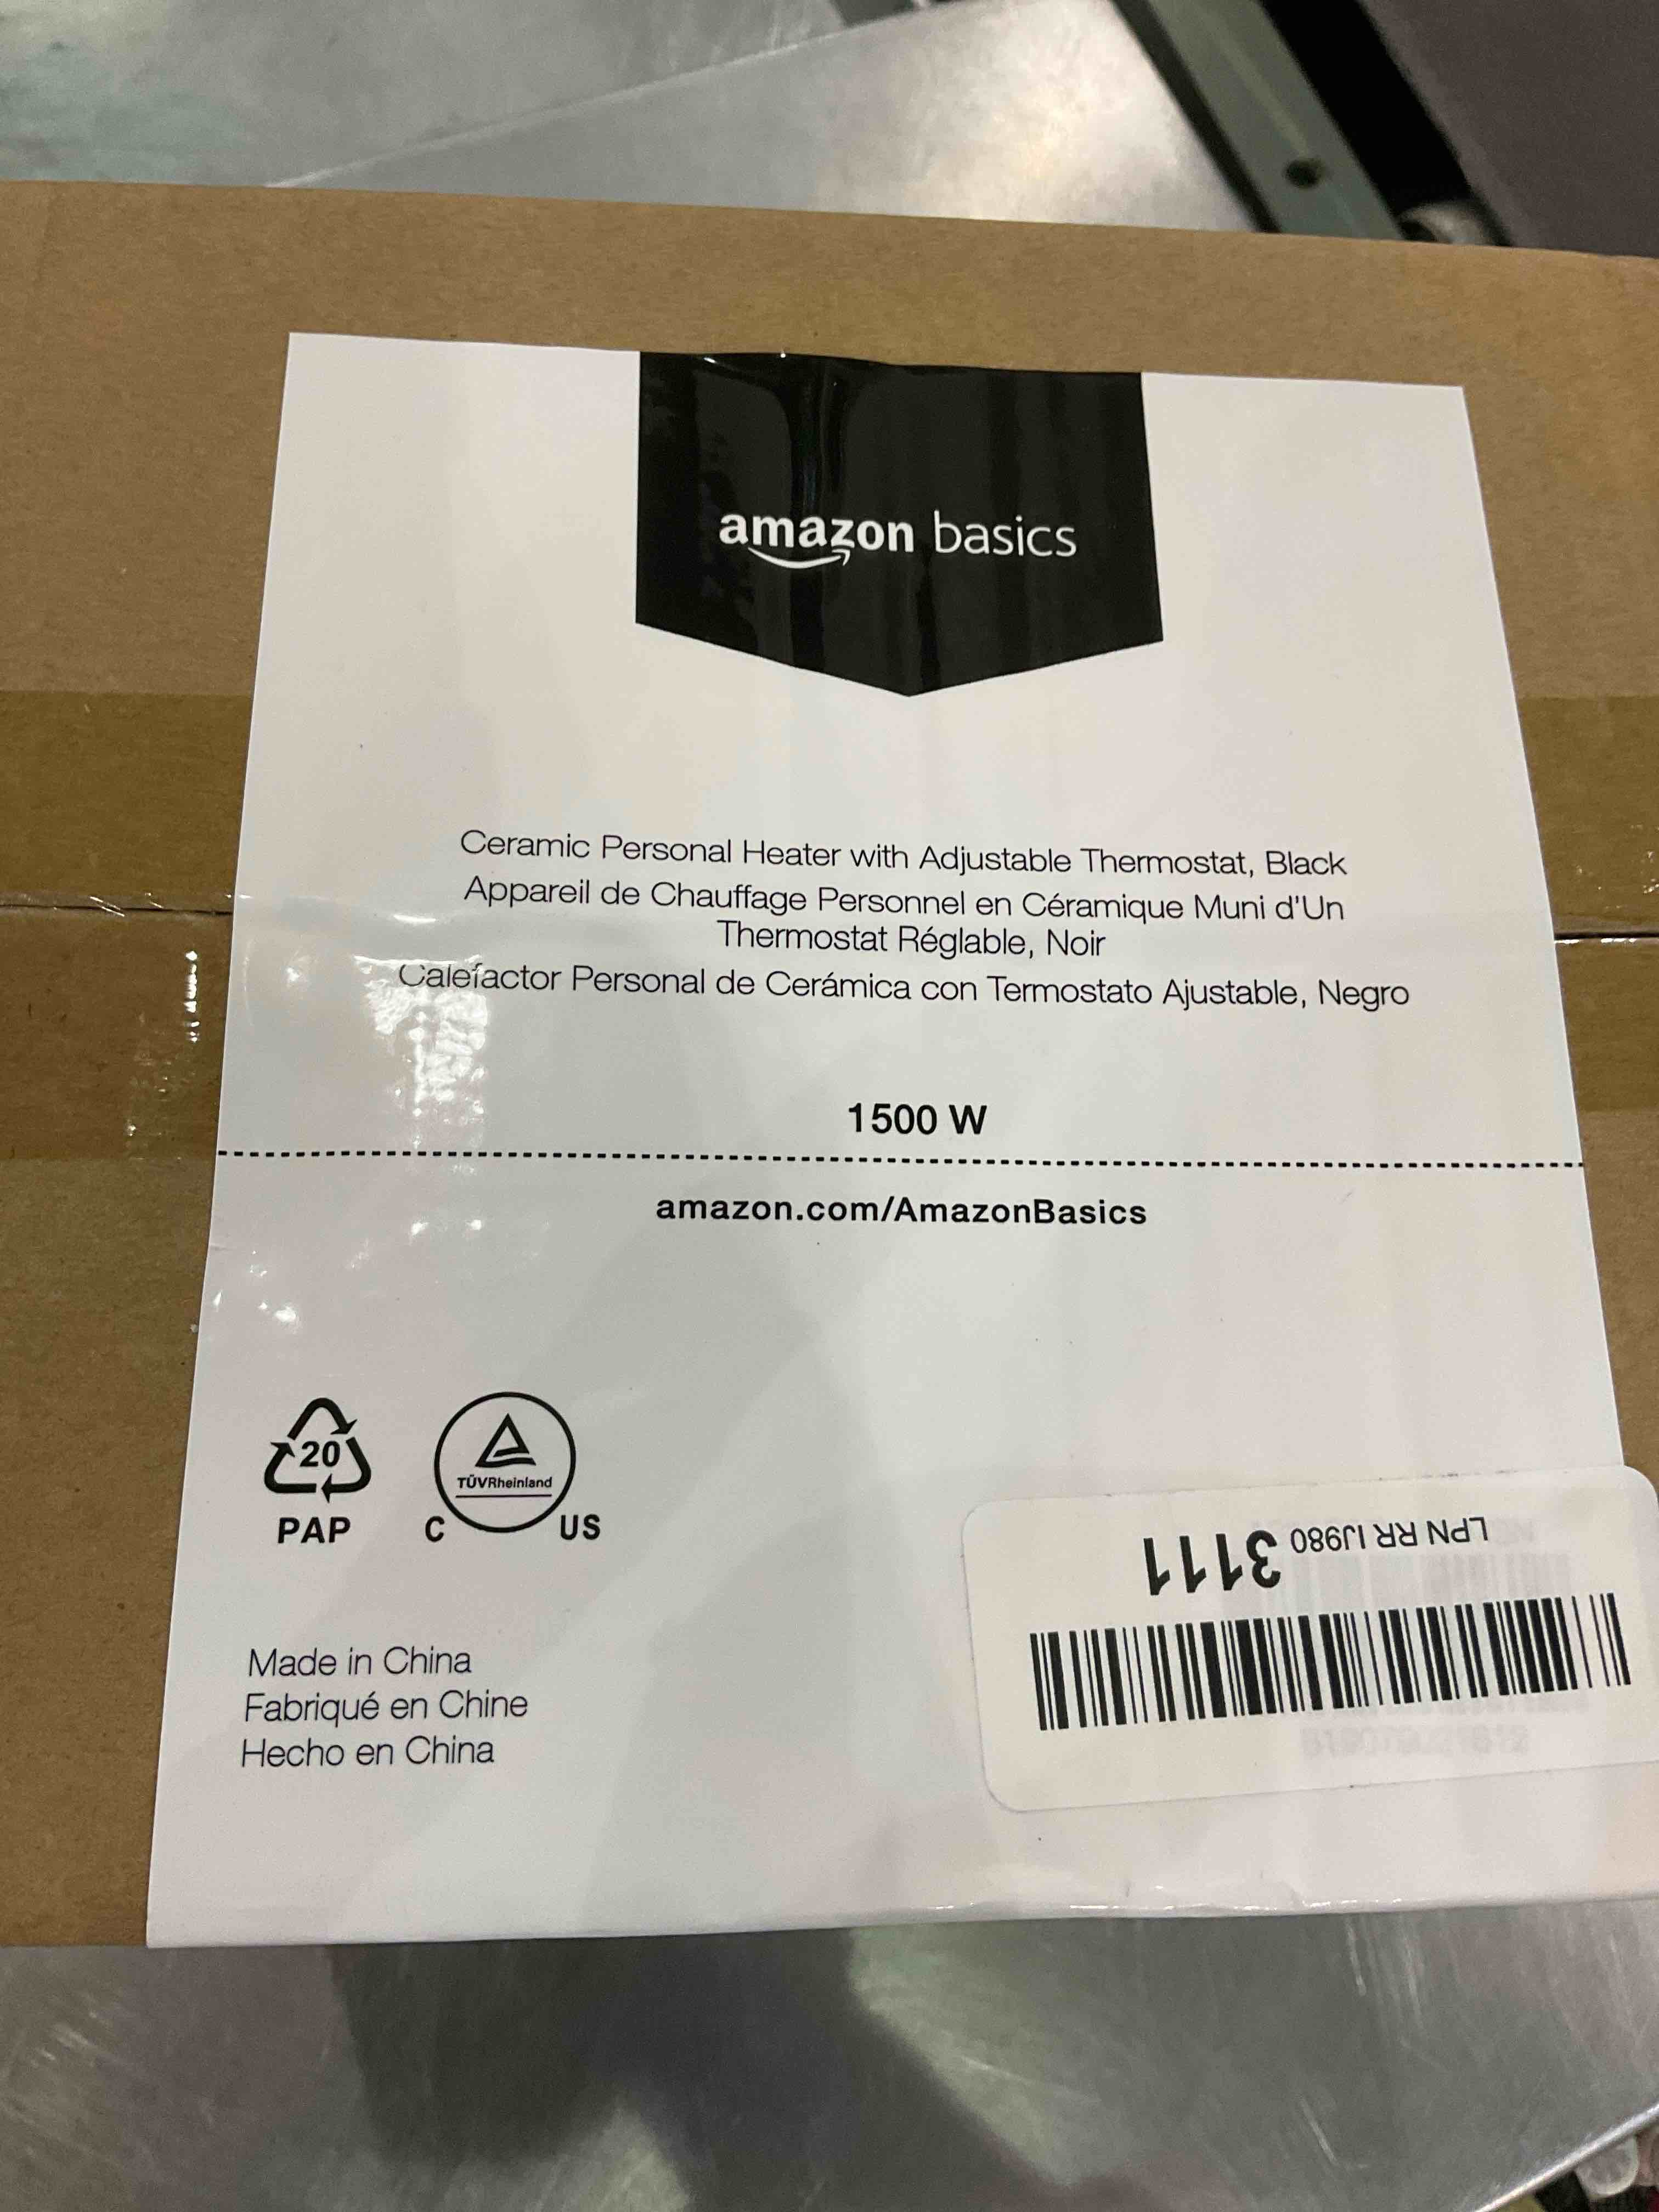 amazon basics
Ceramic Personal Heater with Adjustable Thermostat, Black
Appareil de Chauffage Personnel en Céramique Muni d'Un
Thermostat Réglable, Noir
Calefactor Personal de Cerámica con Termostato Ajustable, Negro
1500 W
amazon.com/AmazonBasics
20
PAP
TÜVRheinland
C US
Made in China
Fabriqué en Chine
Hecho en China
LPN RR IJ980 3111